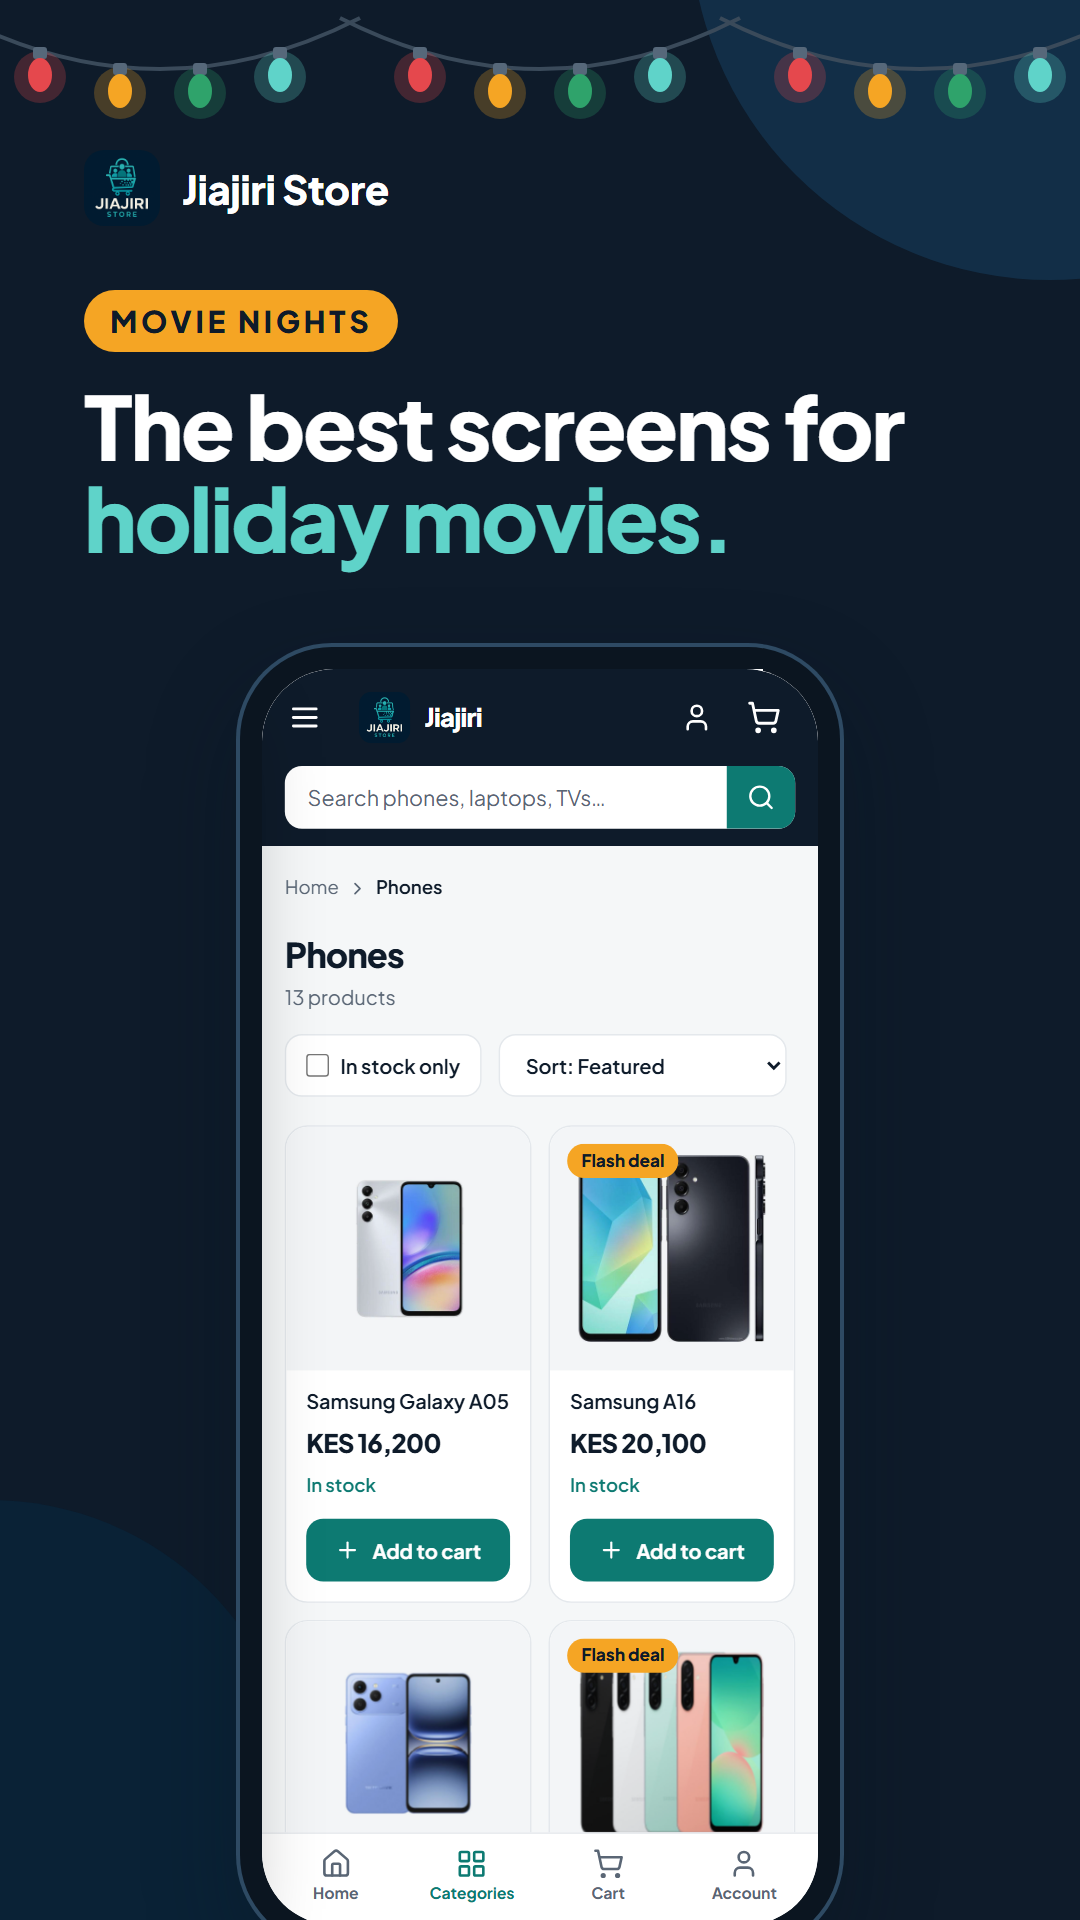 JIAJIRI
STORE
Jiajiri Store
MOVIE NIGHTS
The best screens for
holiday movies.
JIAJIRI
STORE
Jiajiri
Search phones, laptops, TVs...
Home > Phones
Phones
13 products
In stock only
Sort: Featured
Flash deal
Samsung Galaxy A05
KES 16,200
In stock
+ Add to cart
Samsung A16
KES 20,100
In stock
+ Add to cart
Flash deal
Home
Categories
Cart
Account